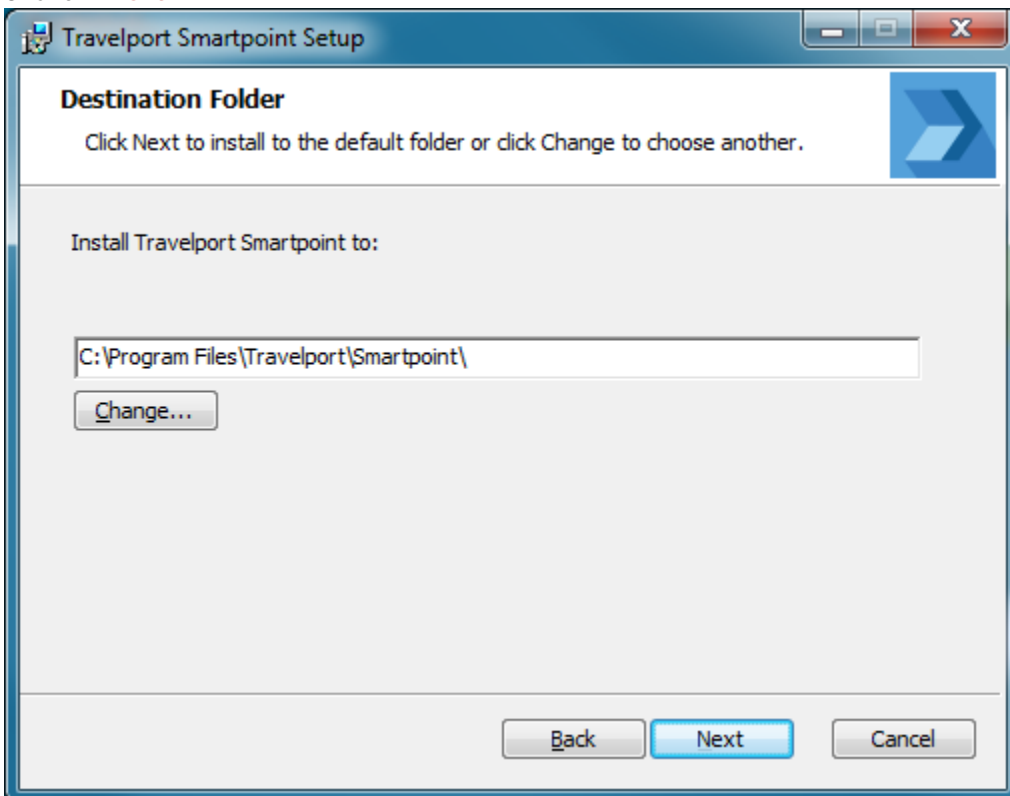 Travelport Smartpoint Setup
Destination Folder
Click Next to install to the default folder or click Change to choose another.
Install Travelport Smartpoint to:
C:\Program Files\Travelport\Smartpoint\
Change...
Back Next Cancel